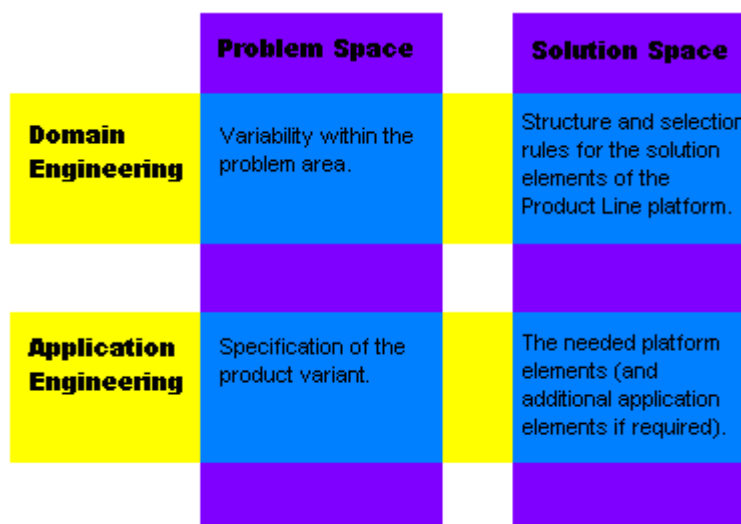 Problem Space
Solution Space
Domain
Engineering
Variability within the
problem area.
Structure and selection
rules for the solution
elements of the
Product Line platform.
Application
Engineering
Specification of the
product variant.
The needed platform
elements (and
additional application
elements if required).